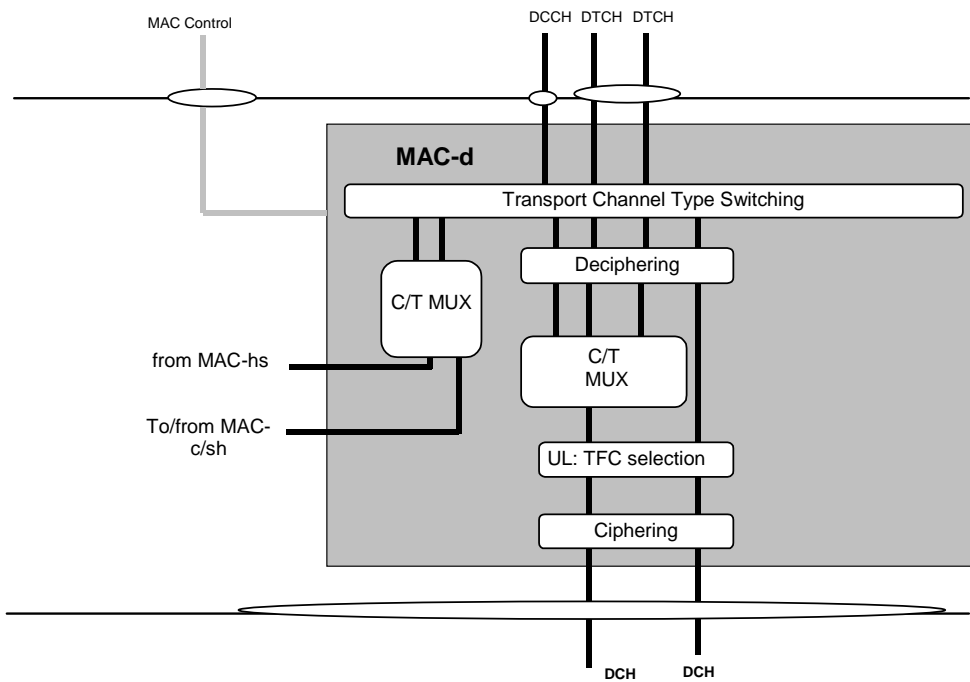 MAC Control
DCCH DTCH DTCH
MAC-d
Transport Channel Type Switching
Deciphering
C/T MUX
from MAC-hs
C/T
MUX
To/from MAC-
c/sh
UL: TFC selection
Ciphering
DCH
DCH